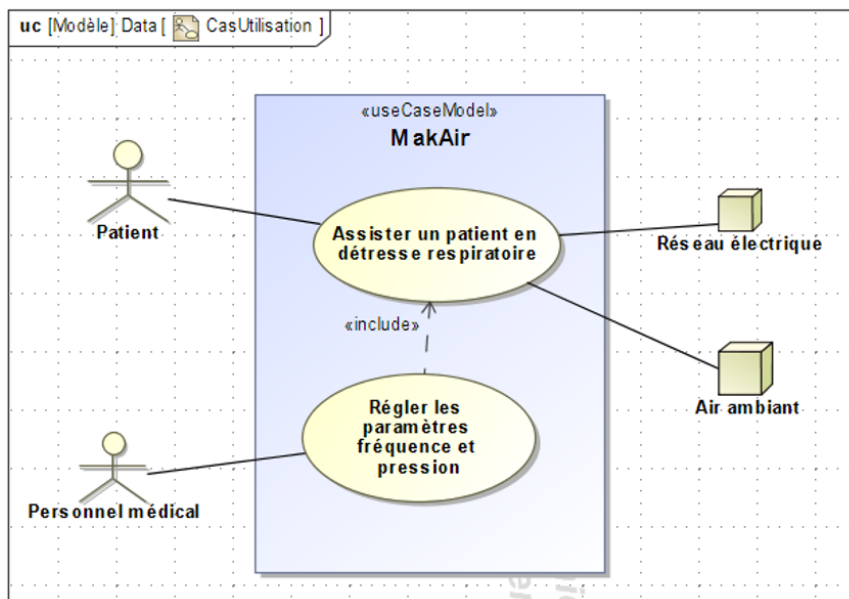 uc [Modèle] Data [ CasUtilisation ]
«useCaseModel»
MakAir
Patient
Assister un patient en
détresse respiratoire
Réseau électrique
«include»
Air ambiant
Régler les
paramètres
fréquence et
pression
Personnel médical